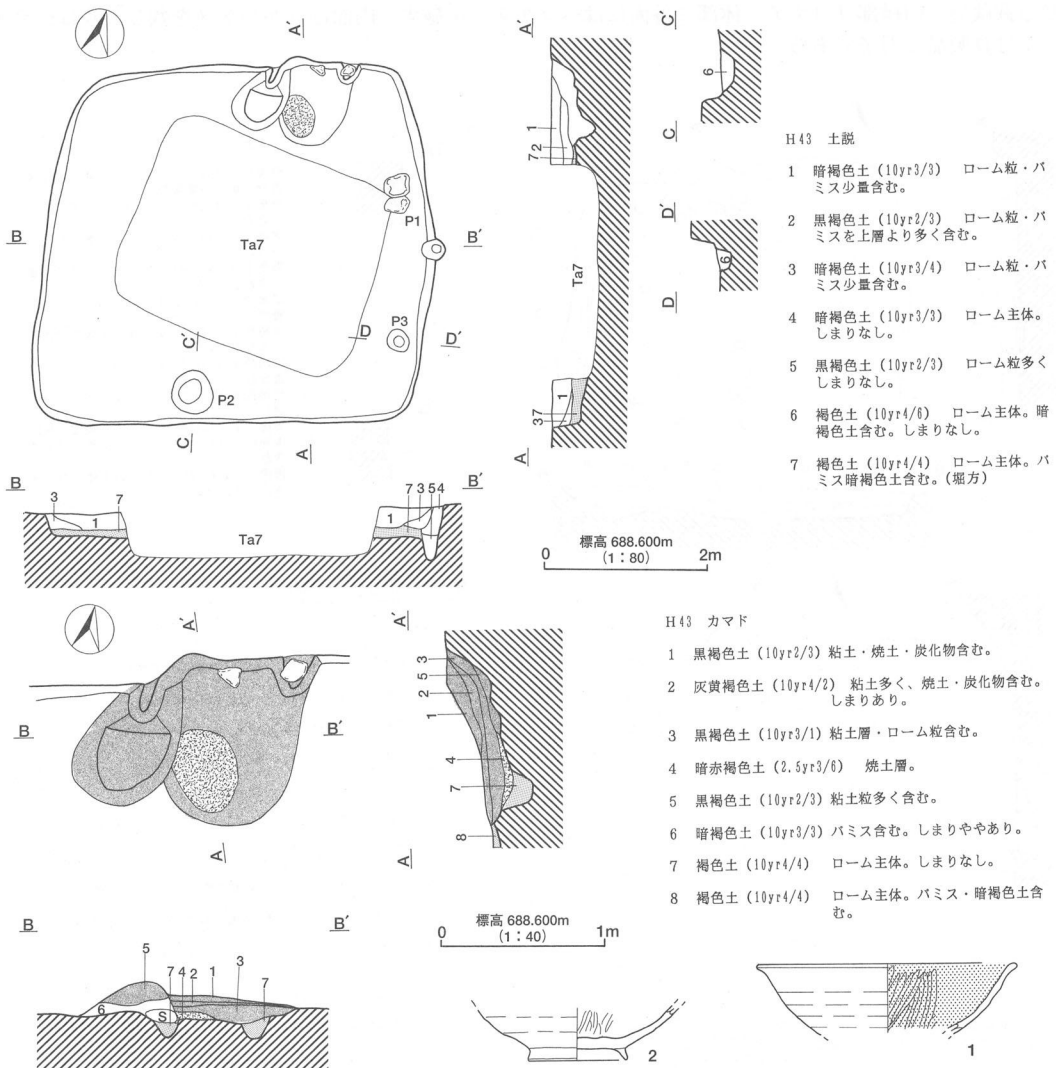 A′
A′
C′
6
C
1
2
7
P1
B
B′
Ta7
Ta7
D′
6
D
P3
D
D′
C′
P2
C
A
1
37
A
H43 土説
1 暗褐色土(10yr3/3) ローム粒・パ
ミス少量含む。
2 黒褐色土(10yr2/3) ローム粒・パ
ミスを上層より多く含む。
3 暗褐色土(10yr3/4) ローム粒・パ
ミス少量含む。
4 暗褐色土(10yr3/3) ローム主体。
しまりなし。
5 黒褐色土(10yr2/3) ローム粒多く
しまりなし。
6 褐色土(10yr4/6) ローム主体。暗
褐色土含む。しまりなし。
7 褐色土(10yr4/4) ローム主体。パ
ミス暗褐色土含む。(堀方)
B
B′
3
7
1
Ta7
1
7 3 5 4
標高 688.600m
0 (1:80) 2m
A′
B
B′
A
A′
3
5
2
1
4
7
8
A
H43 カマド
1 黒褐色土(10yr2/3)粘土・焼土・炭化物含む。
2 灰黄褐色土(10yr4/2) 粘土多く、焼土・炭化物含む。
しまりあり。
3 黒褐色土(10yr3/1)粘土層・ローム粒含む。
4 暗赤褐色土(2.5yr3/6) 焼土層。
5 黒褐色土(10yr2/3)粘土粒多く含む。
6 暗褐色土(10yr3/3)パミス含む。しまりややあり。
7 褐色土(10yr4/4) ローム主体。しまりなし。
8 褐色土(10yr4/4) ローム主体。パミス・暗褐色土含
む。
B
B′
5
7 4 2 1
3
7
6
S
標高 688.600m
0 (1:40) 1m
2
1